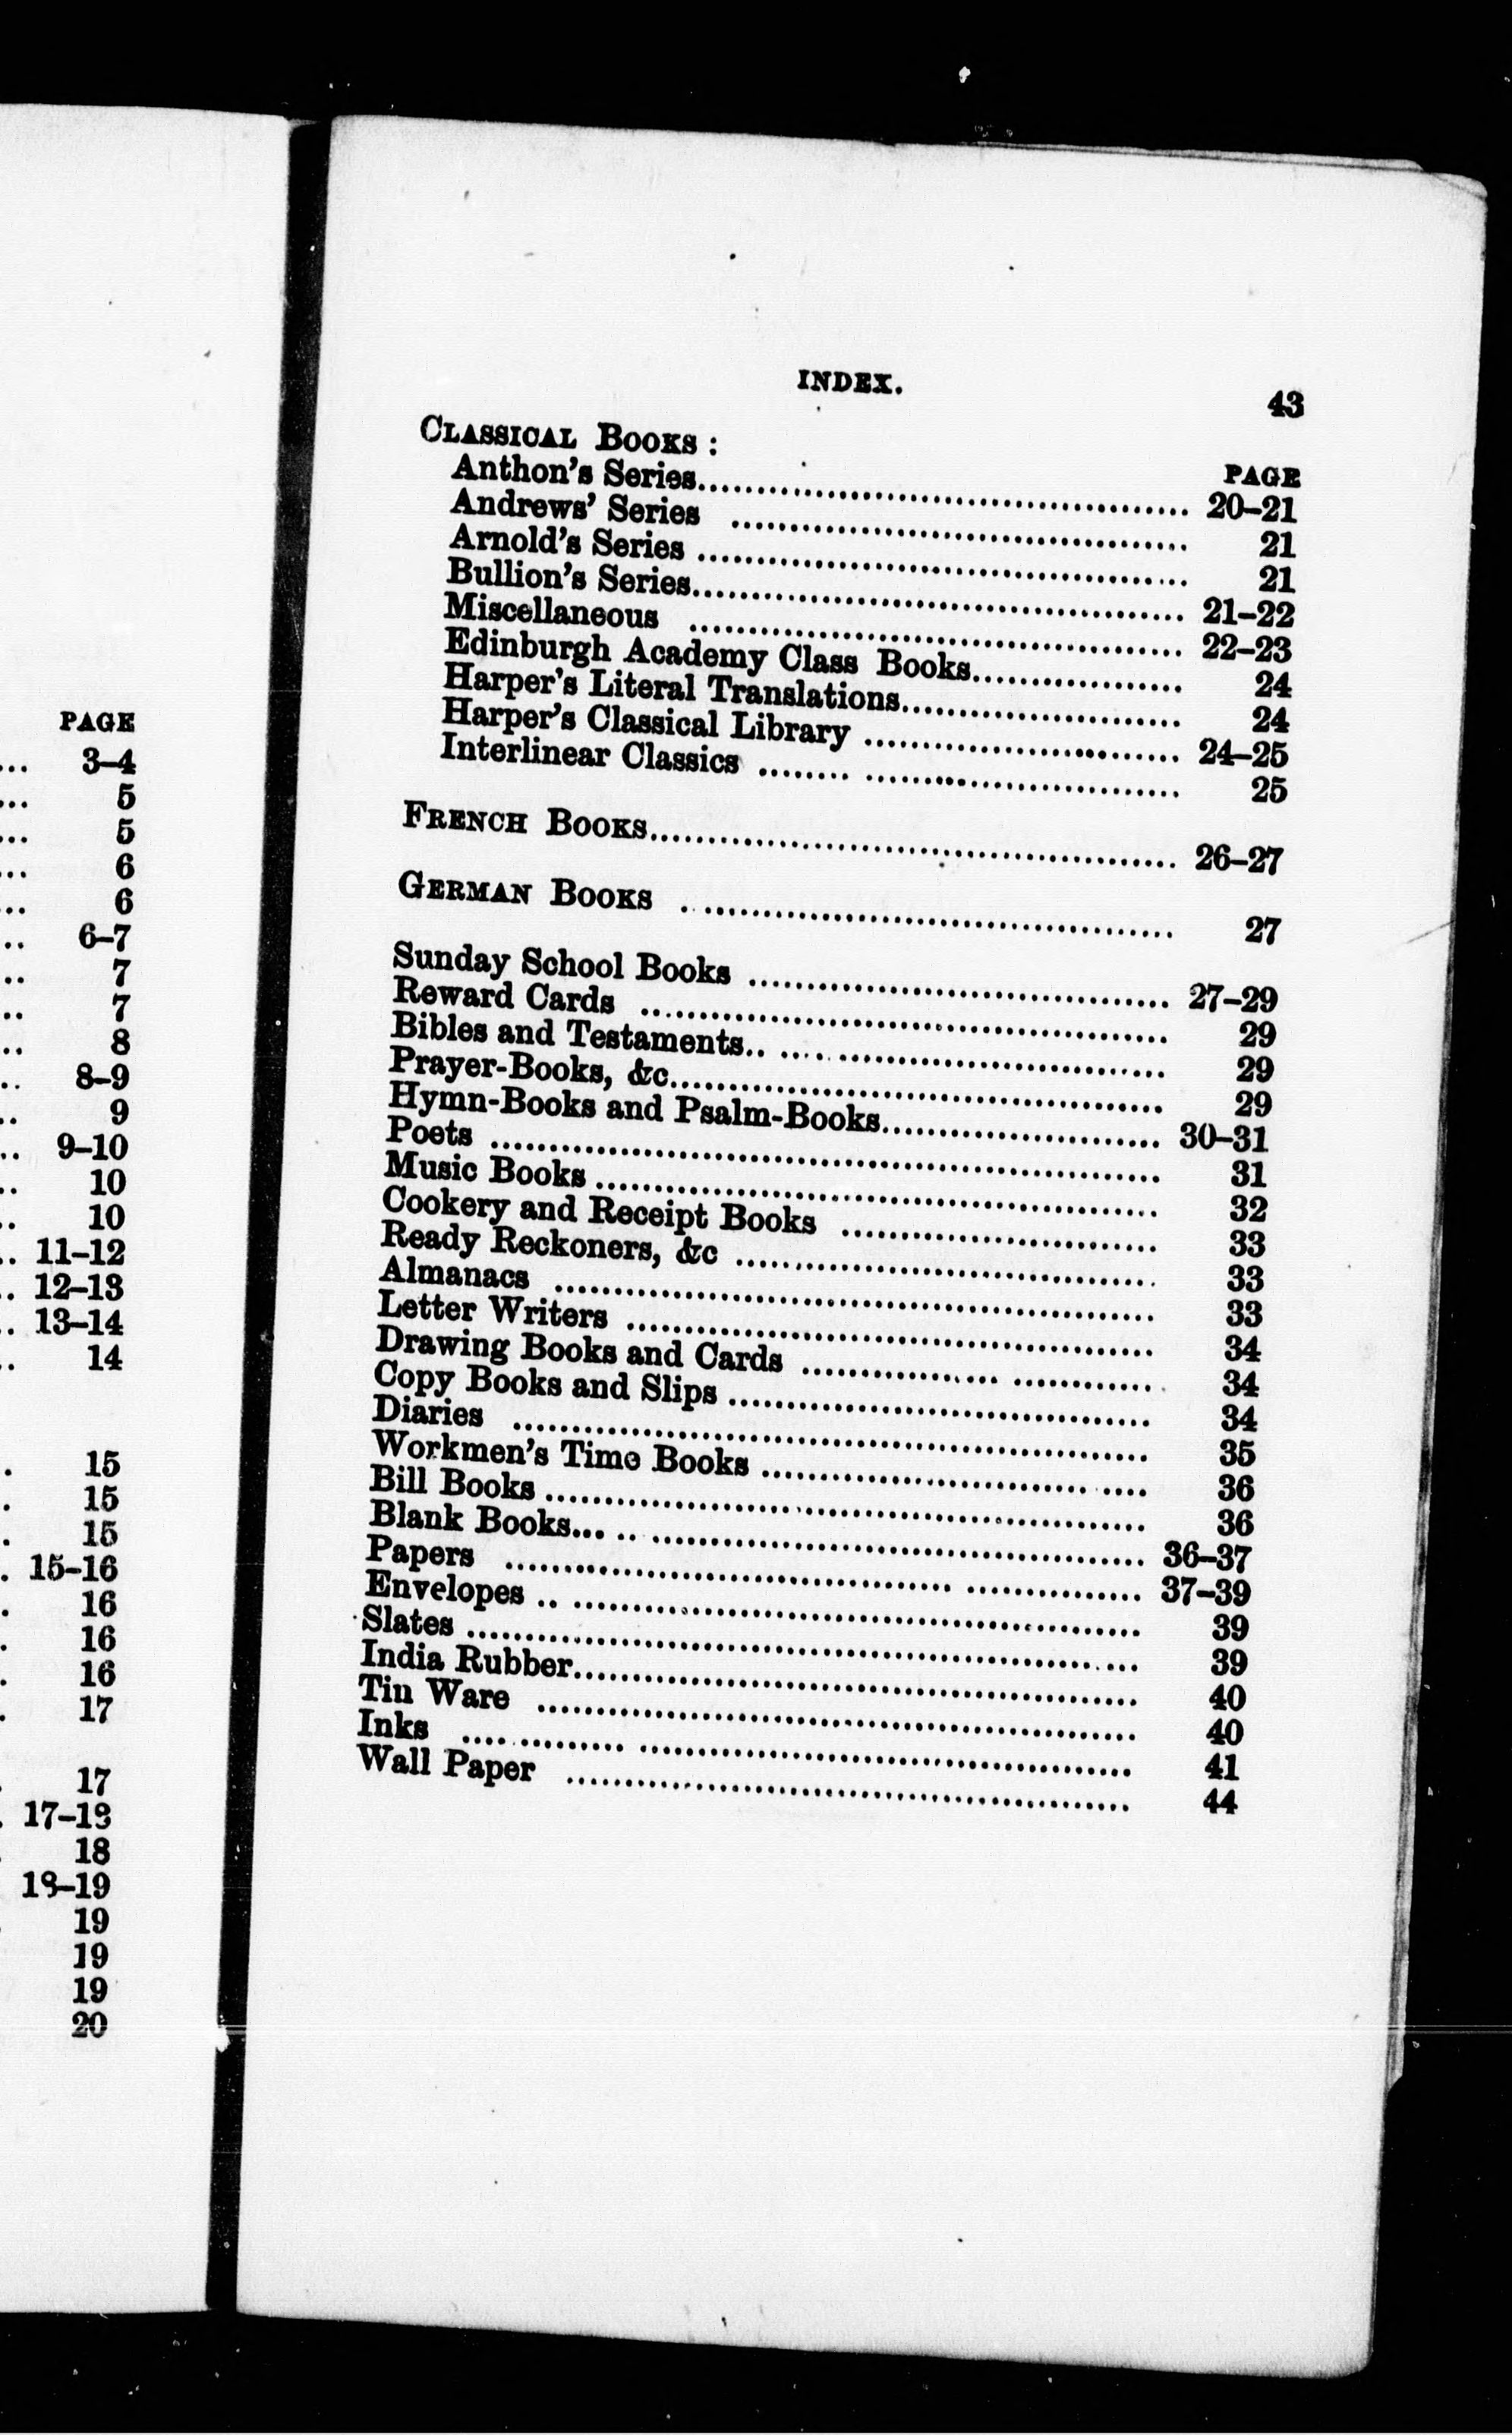 PAGE
... 3–4
... 5
... 5
... 6
... 6
.. 6–7
.. 7
.. 7
.. 8
.. 8–9
.. 9
.. 9–10
.. 10
.. 10
.. 11–12
.. 12–13
.. 13–14
.. 14
. 15
. 15
. 15
. 15–16
. 16
. 16
. 16
. 17
. 17
. 17–18
. 18
18–19
. 19
19
19
20
INDEX. 43
CLASSICAL BOOKS : PAGE
Anthon's Series.................... 20–21
Andrews' Series .................... 21
Arnold's Series .................... 21
Bullion's Series.................... 21–22
Miscellaneous .................... 22–23
Edinburgh Academy Class Books.................... 24
Harper's Literal Translations.................... 24
Harper's Classical Library .................... 24–25
Interlinear Classics .................... 25
FRENCH BOOKS.................... 26–27
GERMAN BOOKS .................... 27
Sunday School Books .................... 27–29
Reward Cards .................... 29
Bibles and Testaments.................... 29
Prayer-Books, &c.................... 29
Hymn-Books and Psalm-Books.................... 30–31
Poets .................... 31
Music Books .................... 32
Cookery and Receipt Books .................... 33
Ready Reckoners, &c .................... 33
Almanacs .................... 33
Letter Writers .................... 34
Drawing Books and Cards .................... 34
Copy Books and Slips .................... 34
Diaries .................... 35
Workmen's Time Books .................... 36
Bill Books .................... 36
Blank Books.................... 36–37
Papers .................... 37–39
Envelopes .................... 39
Slates .................... 39
India Rubber.................... 40
Tin Ware .................... 40
Inks .................... 41
Wall Paper .................... 44